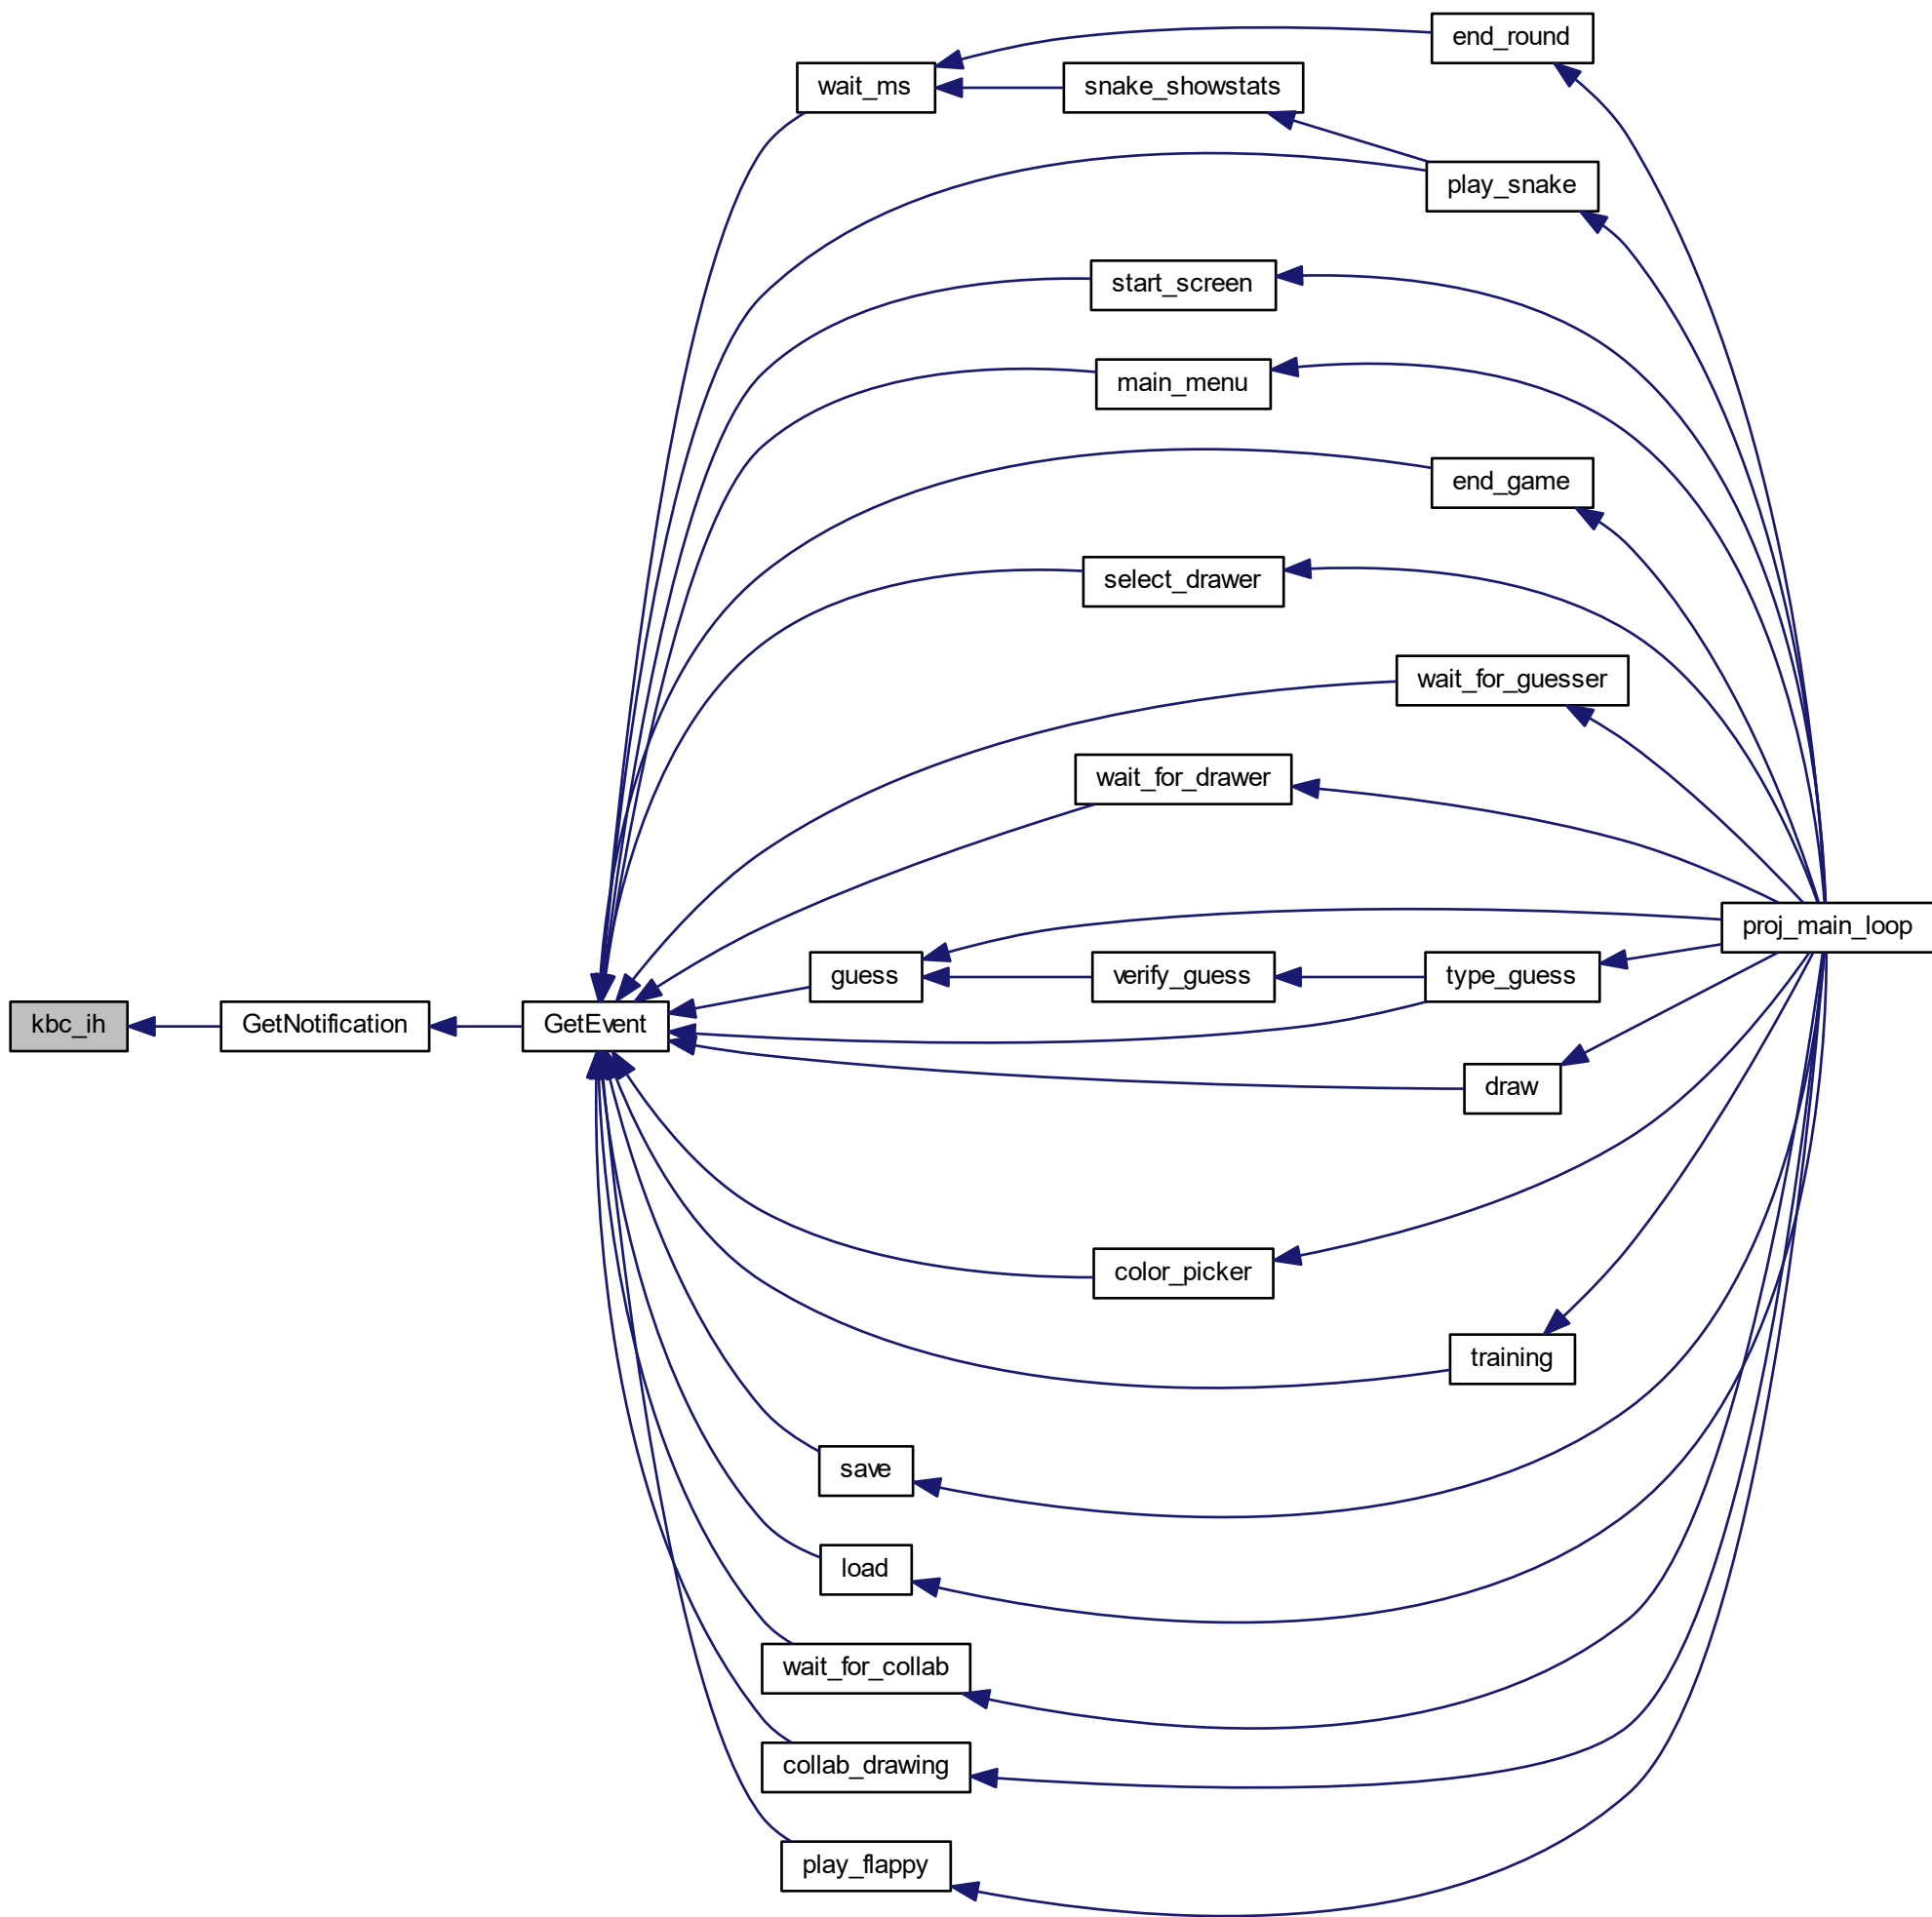 end_round
wait_ms
snake_showstats
play_snake
start_screen
main_menu
end_game
select_drawer
wait_for_guesser
wait_for_drawer
proj_main_loop
guess
verify_guess
type_guess
kbc_ih
GetNotification
GetEvent
draw
color_picker
training
save
load
wait_for_collab
collab_drawing
play_flappy